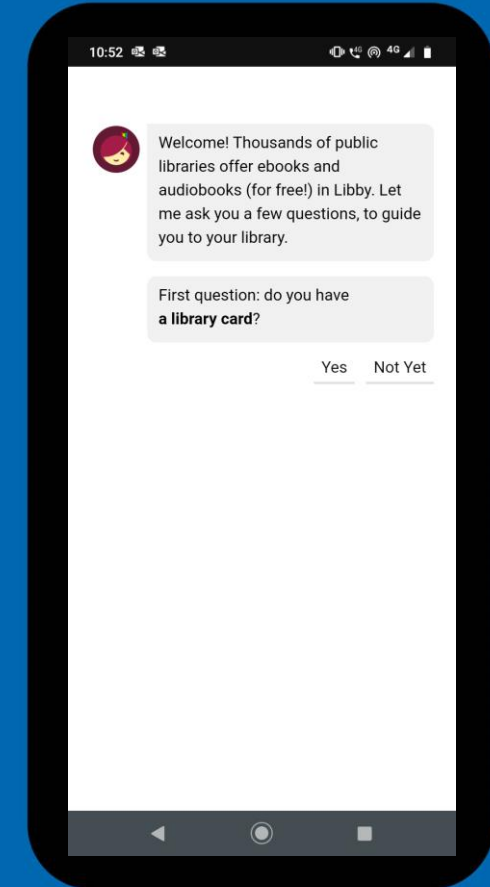 10:52
4G
4G
Welcome! Thousands of public
libraries offer ebooks and
audiobooks (for free!) in Libby. Let
me ask you a few questions, to guide
you to your library.
First question: do you have
a library card?
Yes Not Yet